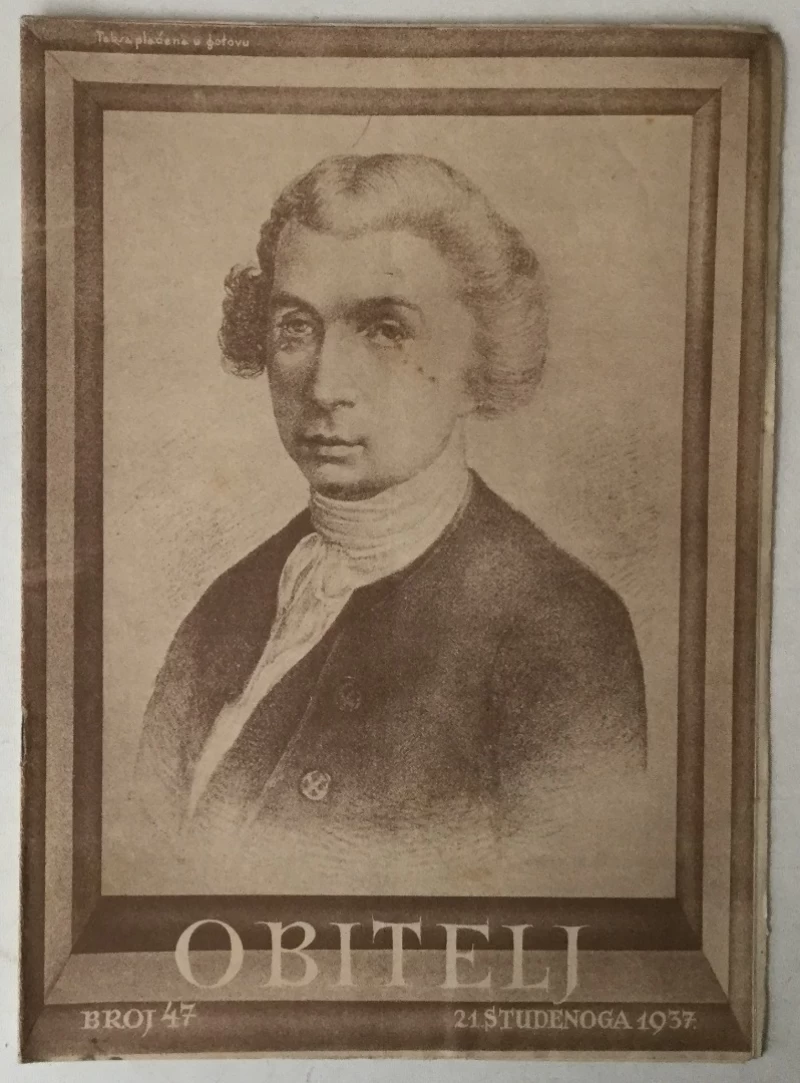 Taksa plaćena u gotovu
OBITELJ
BROJ 47
21. STUDENOGA 1937.